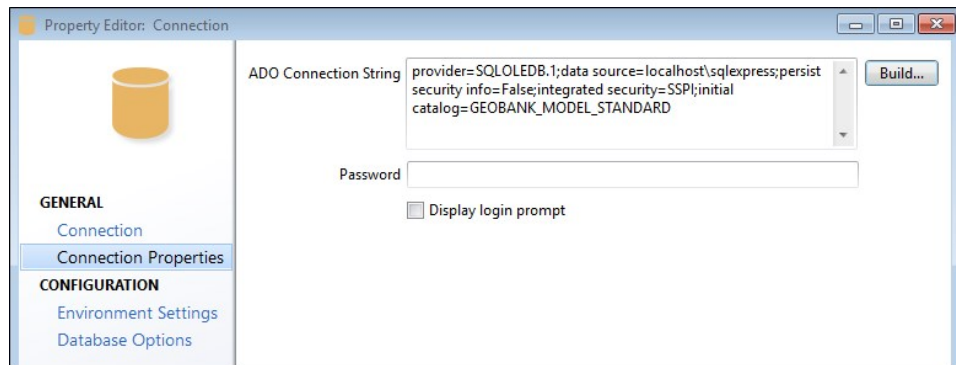 Property Editor: Connection
ADO Connection String
provider=SQLOLEDB.1;data source=localhost\sqlexpress;persist
security info=False;integrated security=SSPI;initial
catalog=GEOBANK_MODEL_STANDARD
Build...
Password
Display login prompt
GENERAL
Connection
Connection Properties
CONFIGURATION
Environment Settings
Database Options